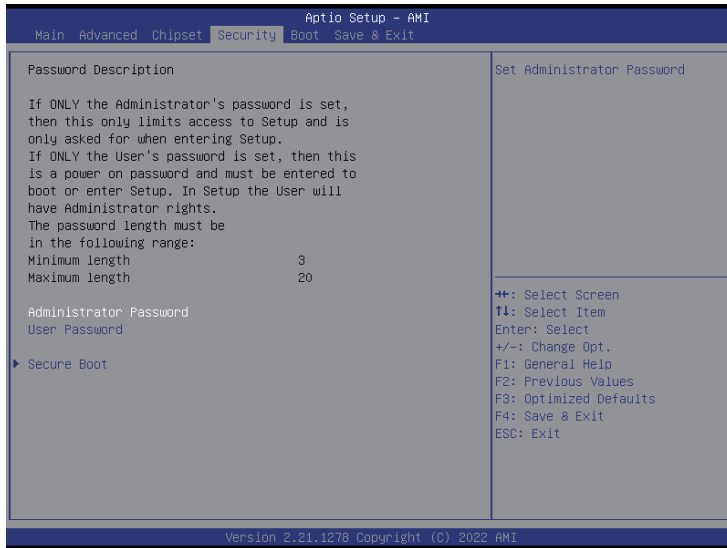 Aptio Setup – AMI
Main Advanced Chipset Security Boot Save & Exit
Password Description
If ONLY the Administrator's password is set,
then this only limits access to Setup and is
only asked for when entering Setup.
If ONLY the User's password is set, then this
is a power on password and must be entered to
boot or enter Setup. In Setup the User will
have Administrator rights.
The password length must be
in the following range:
Minimum length 3
Maximum length 20
Administrator Password
User Password
Secure Boot
Set Administrator Password
→←: Select Screen
↑↓: Select Item
Enter: Select
+/-: Change Opt.
F1: General Help
F2: Previous Values
F3: Optimized Defaults
F4: Save & Exit
ESC: Exit
Version 2.21.1278 Copyright (C) 2022 AMI